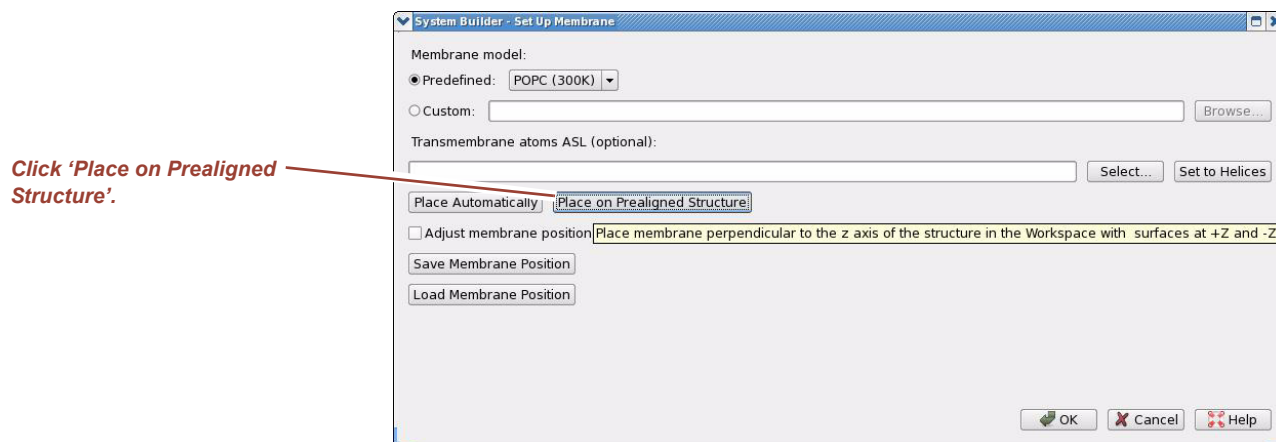 System Builder - Set Up Membrane
Membrane model:
Predefined: POPC (300K)
Custom: Browse...
Transmembrane atoms ASL (optional):
Click ‘Place on Prealigned
Structure’.
Select... Set to Helices
Place Automatically Place on Prealigned Structure
Adjust membrane position Place membrane perpendicular to the z axis of the structure in the Workspace with surfaces at +Z and -Z
Save Membrane Position
Load Membrane Position
OK Cancel Help